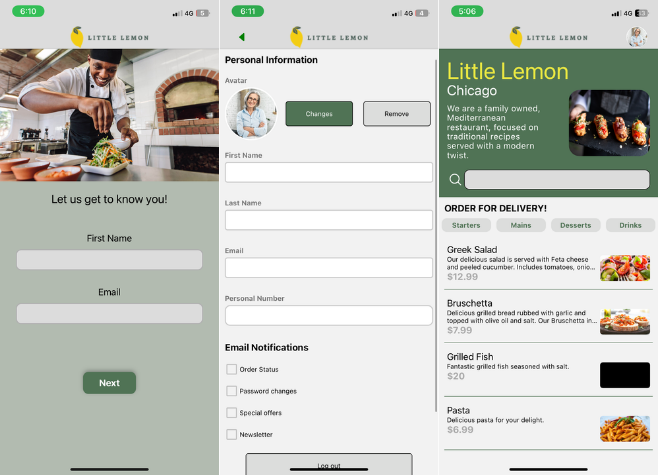 6:10
4G
5
LITTLE LEMON
Let us get to know you!
First Name
Email
Next
6:11
4G
4
LITTLE LEMON
Personal Information
Avatar
Changes
Remove
First Name
Last Name
Email
Personal Number
Email Notifications
Order Status
Password changes
Special offers
Newsletter
Log out
5:06
4G
LITTLE LEMON
Little Lemon
Chicago
We are a family owned,
Mediterranean
restaurant, focused on
traditional recipes
served with a modern
twist.
ORDER FOR DELIVERY!
Starters
Mains
Desserts
Drinks
Greek Salad
Our delicious salad is served with Feta cheese
and peeled cucumber. Includes tomatoes, onio...
$12.99
Bruschetta
Delicious grilled bread rubbed with garlic and
topped with olive oil and salt. Our Bruschetta in...
$7.99
Grilled Fish
Fantastic grilled fish seasoned with salt.
$20
Pasta
Delicious pasta for your delight.
$6.99